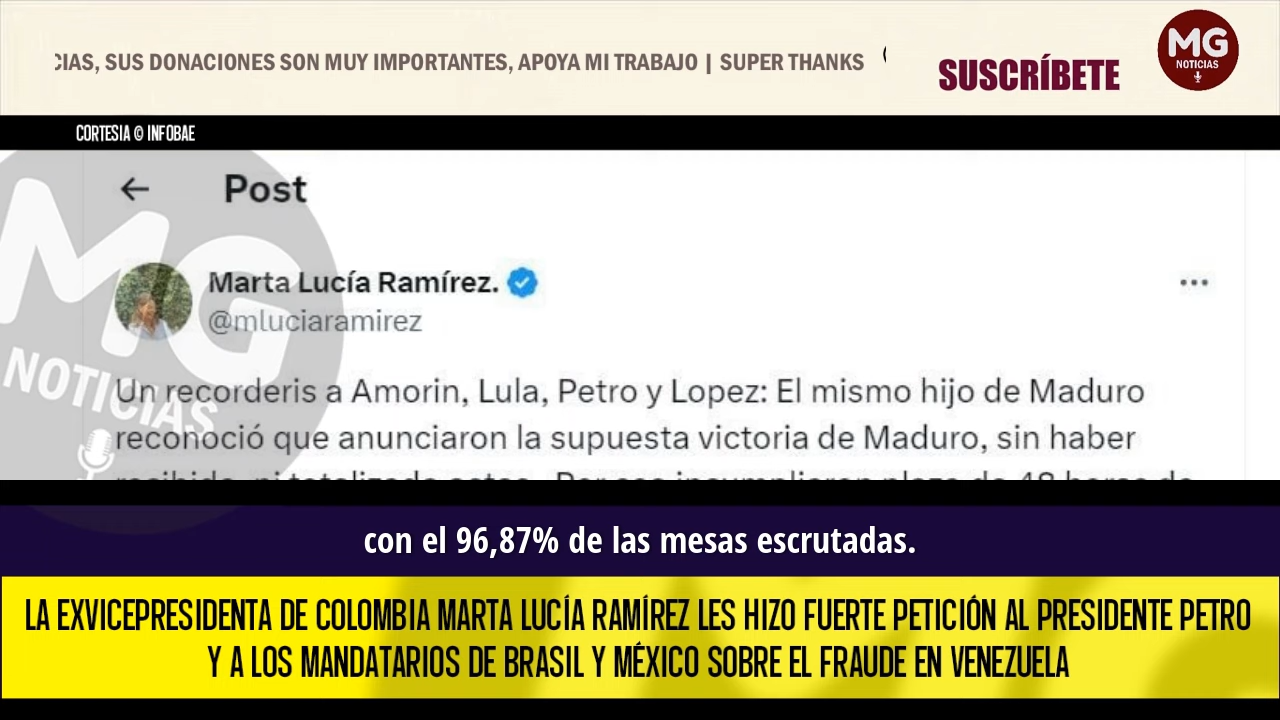 CIAS, SUS DONACIONES SON MUY IMPORTANTES, APOYA MI TRABAJO | SUPER THANKS
SUSCRÍBETE
MG
NOTICIAS
CORTESIA © INFOBAE
Post
Marta Lucía Ramírez.
@mluciaramirez
Un recorderis a Amorin, Lula, Petro y Lopez: El mismo hijo de Maduro
reconoció que anunciaron la supuesta victoria de Maduro, sin haber
MG
NOTICIAS
con el 96,87% de las mesas escrutadas.
LA EXVICEPRESIDENTA DE COLOMBIA MARTA LUCÍA RAMÍREZ LES HIZO FUERTE PETICIÓN AL PRESIDENTE PETRO
Y A LOS MANDATARIOS DE BRASIL Y MÉXICO SOBRE EL FRAUDE EN VENEZUELA